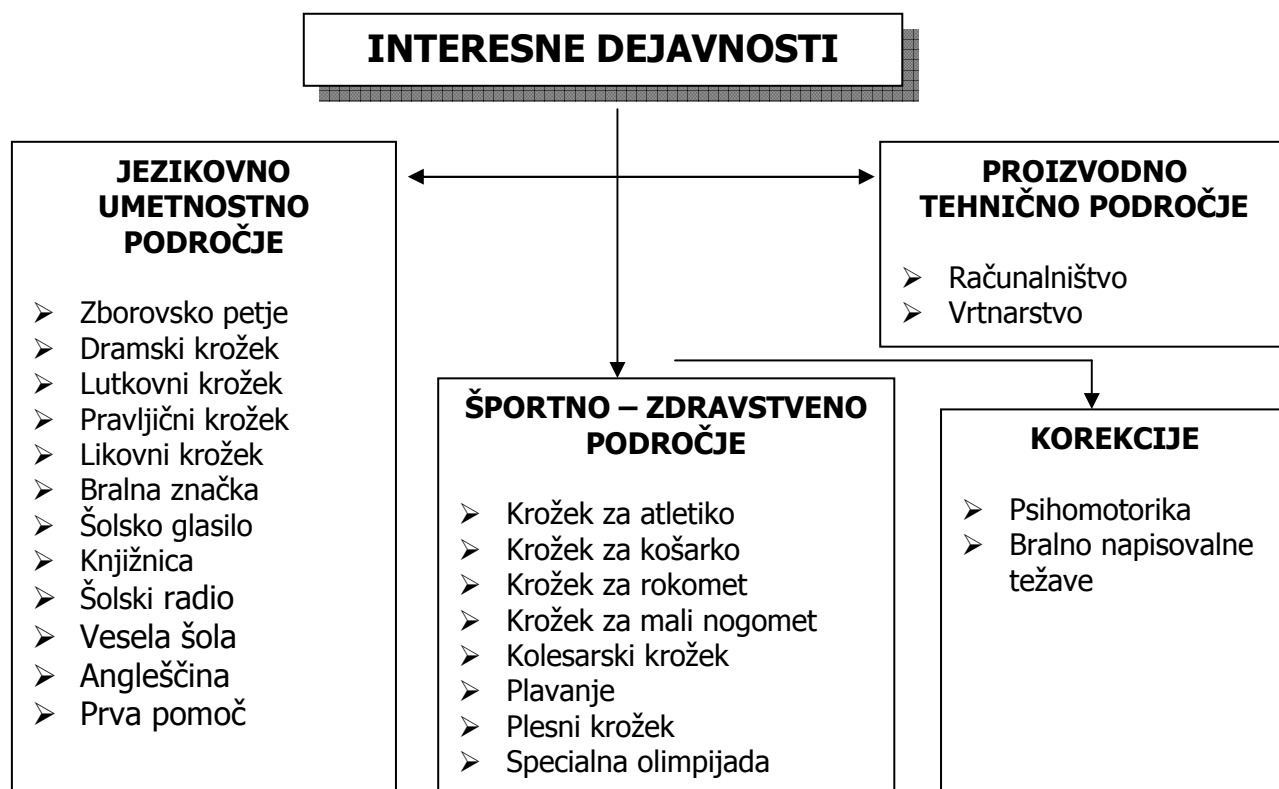 INTERESNE DEJAVNOSTI
JEZIKOVNO
UMETNOSTNO
PODROČJE
➢ Zborovsko petje
➢ Dramski krožek
➢ Lutkovni krožek
➢ Pravljični krožek
➢ Likovni krožek
➢ Bralna značka
➢ Šolsko glasilo
➢ Knjižnica
➢ Šolski radio
➢ Vesela šola
➢ Angleščina
➢ Prva pomoč
PROIZVODNO
TEHNIČNO PODROČJE
➢ Računalništvo
➢ Vrtnarstvo
ŠPORTNO – ZDRAVSTVENO
PODROČJE
➢ Krožek za atletiko
➢ Krožek za košarko
➢ Krožek za rokomet
➢ Krožek za mali nogomet
➢ Kolesarski krožek
➢ Plavanje
➢ Plesni krožek
➢ Specialna olimpijada
KOREKCIJE
➢ Psihomotorika
➢ Bralno napisovalne
težave